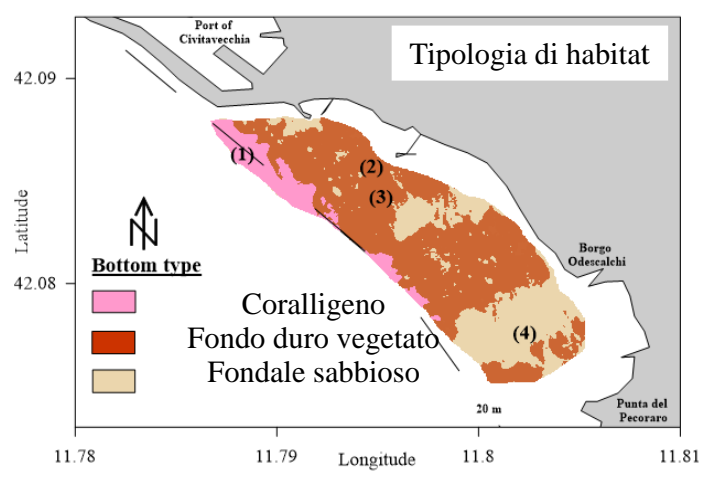 Port of
Civitavecchia
Tipologia di habitat
42.09
(1)
(2)
(3)
Latitude
N
Borgo
Odescalchi
Bottom type
42.08
Coralligeno
Fondo duro vegetato
Fondale sabbioso
(4)
20 m
Punta del
Pecoraro
11.78
11.79
Longitude
11.8
11.81